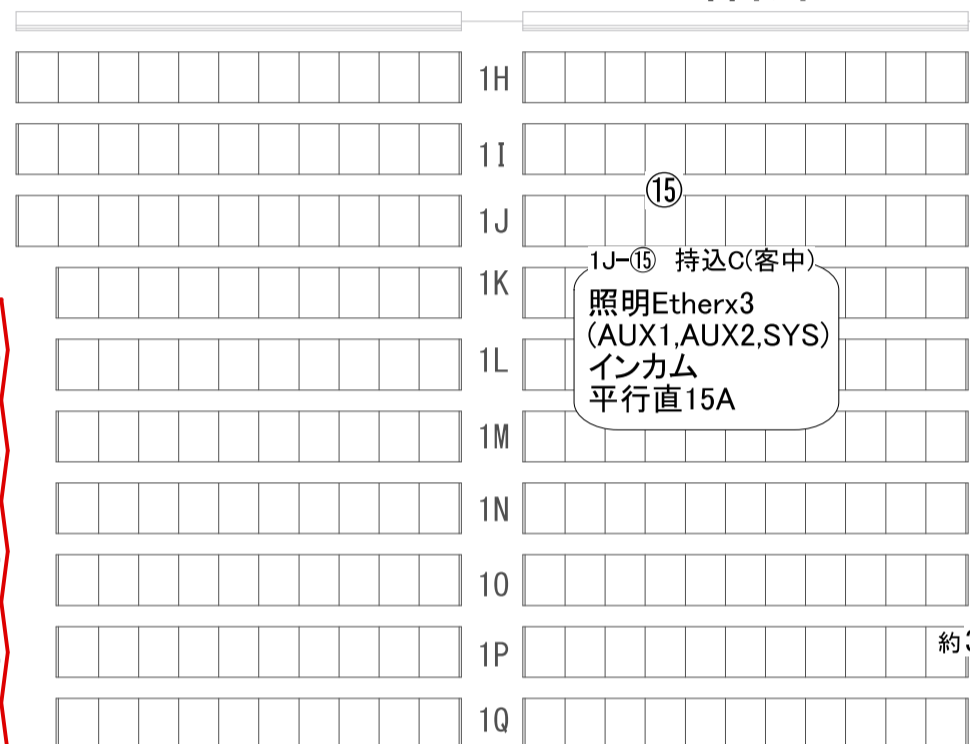 1H
1I
⑮
1J
1J-⑮ 持込C(客中)
1K
照明Etherx3
(AUX1,AUX2,SYS)
インカム
平行直15A
1L
1M
1N
1O
1P
約3
1Q